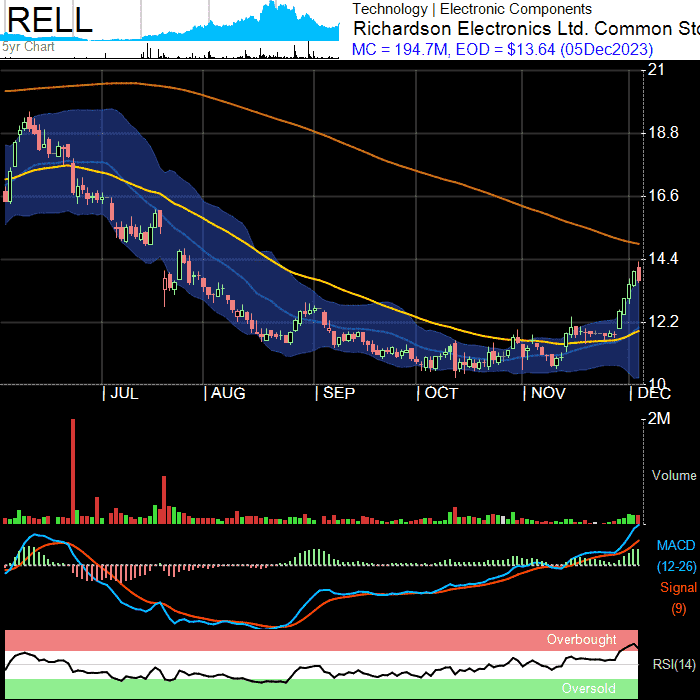 RELL
5yr Chart
Technology | Electronic Components
Richardson Electronics Ltd. Common Sto
MC = 194.7M, EOD = $13.64 (05Dec2023)
21
18.8
16.6
14.4
12.2
10
JUL AUG SEP OCT NOV DEC
2M
Volume
MACD
(12-26)
Signal
(9)
Overbought
RSI(14)
Oversold